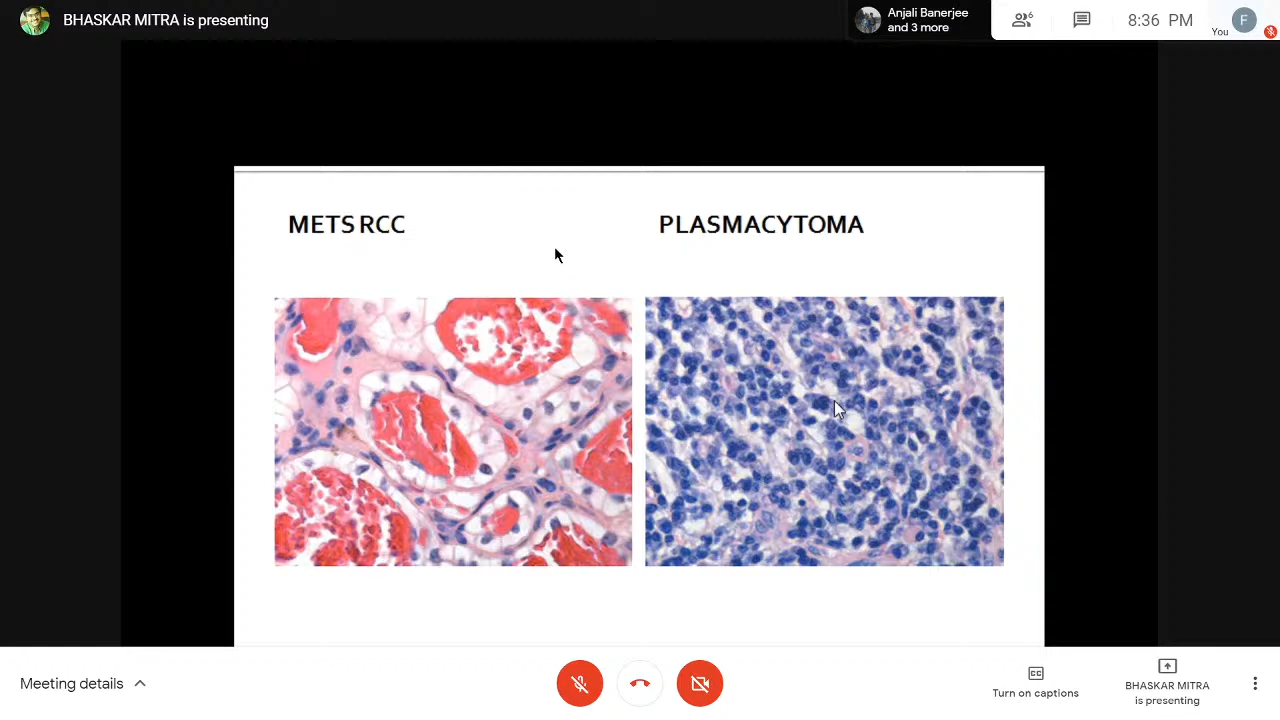 BHASKAR MITRA is presenting
Anjali Banerjee
and 3 more
6
8:36 PM
You
F
METS RCC
PLASMACYTOMA
Meeting details
CC
Turn on captions
BHASKAR MITRA
is presenting